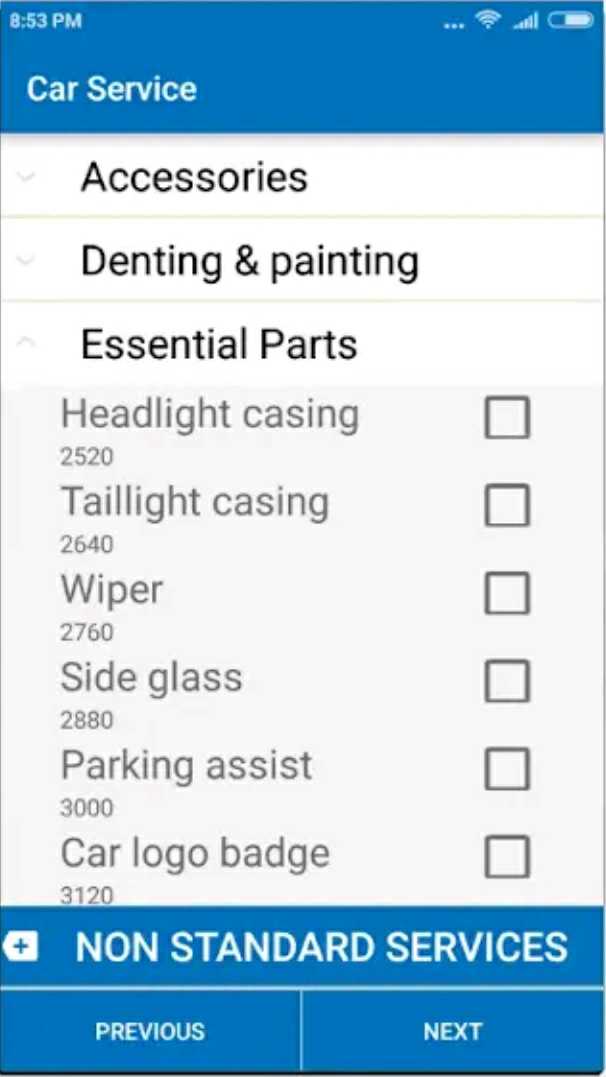 8:53 PM
Car Service
Accessories
Denting & painting
Essential Parts
Headlight casing
2520
Taillight casing
2640
Wiper
2760
Side glass
2880
Parking assist
3000
Car logo badge
3120
NON STANDARD SERVICES
PREVIOUS
NEXT